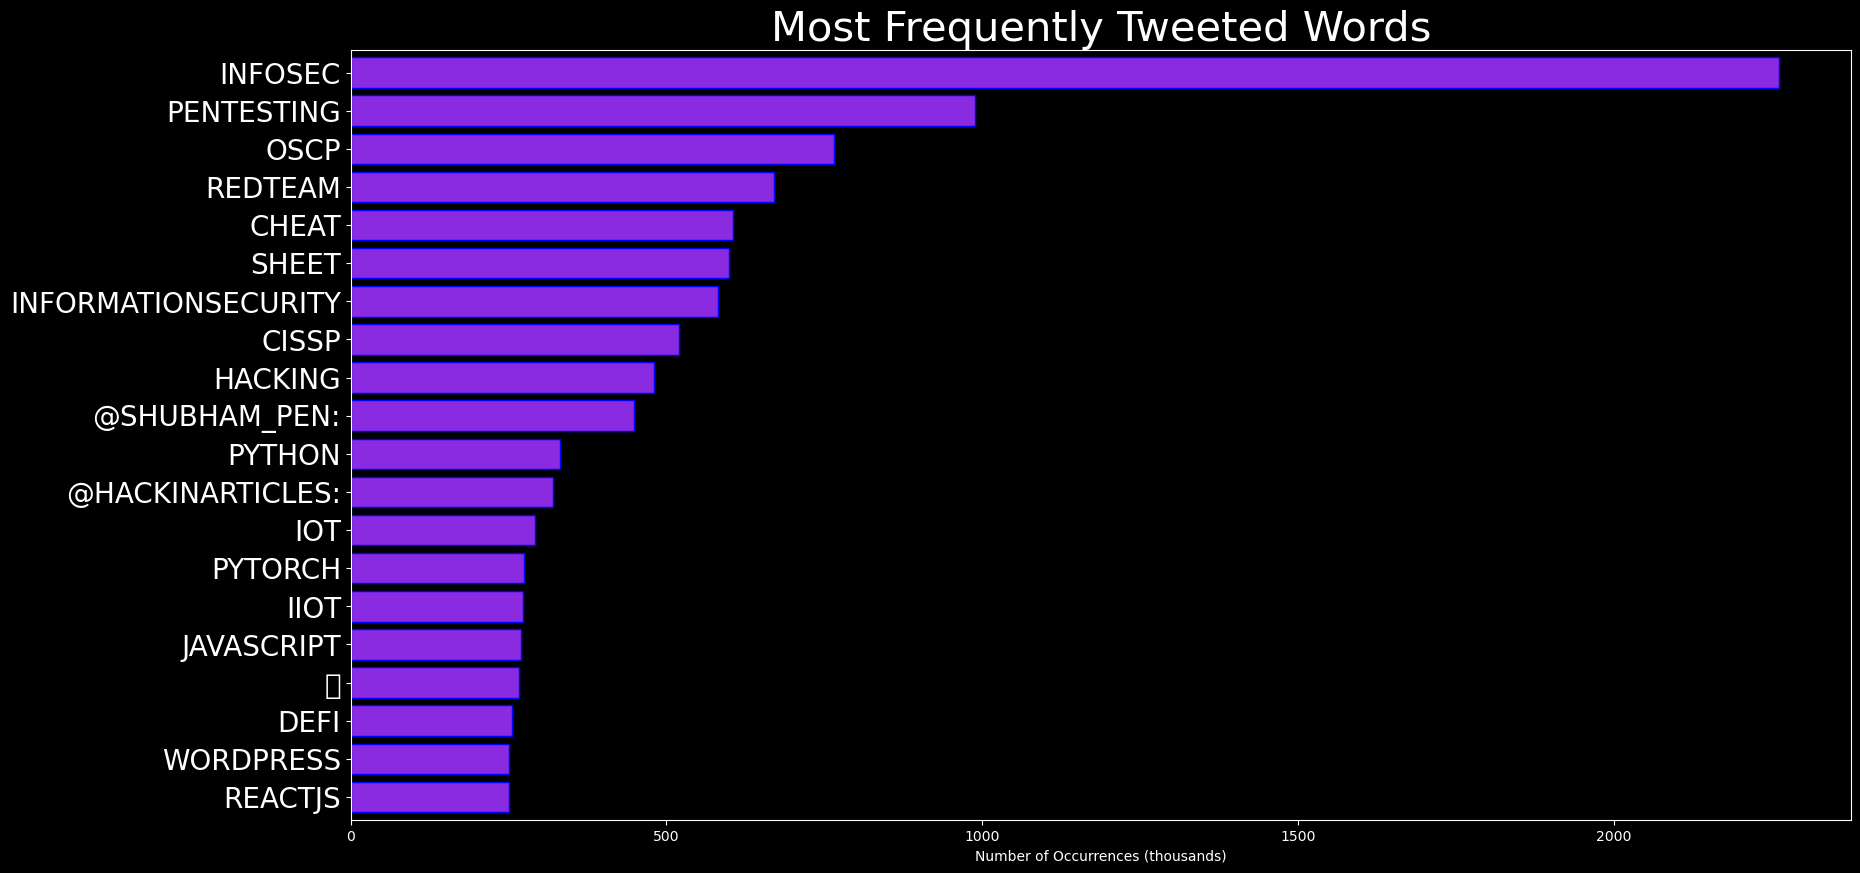 Most Frequently Tweeted Words
INFOSEC
PENTESTING
OSCP
REDTEAM
CHEAT
SHEET
INFORMATIONSECURITY
CISSP
HACKING
@SHUBHAM_PEN:
PYTHON
@HACKINARTICLES:
IOT
PYTORCH
IIOT
JAVASCRIPT
DEFI
WORDPRESS
REACTJS
0 500 1000 1500 2000
Number of Occurrences (thousands)